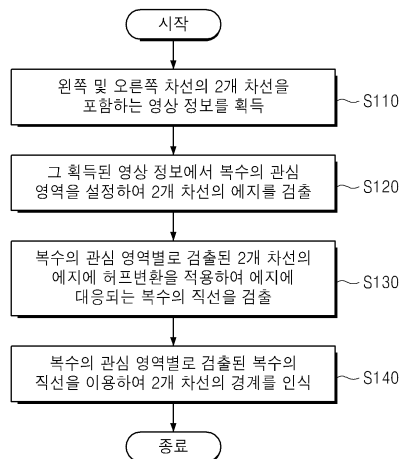 시작
왼쪽 및 오른쪽 차선의 2개 차선을
포함하는 영상 정보를 획득
S110
그 획득된 영상 정보에서 복수의 관심
영역을 설정하여 2개 차선의 에지를 검출
S120
복수의 관심 영역별로 검출된 2개 차선의
에지에 허프변환을 적용하여 에지에
대응되는 복수의 직선을 검출
S130
복수의 관심 영역별로 검출된 복수의
직선을 이용하여 2개 차선의 경계를 인식
S140
종료